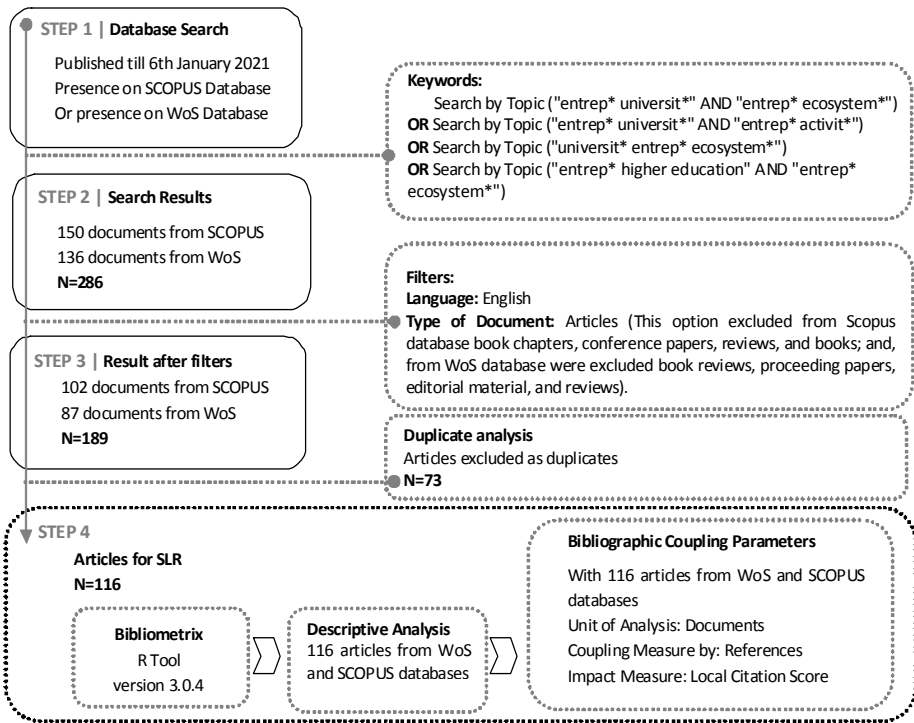 STEP 1 | Database Search
Published till 6th January 2021
Presence on SCOPUS Database
Or presence on WoS Database
Keywords:
Search by Topic ("entrep* universit*" AND "entrep* ecosystem*")
OR Search by Topic ("entrep* universit*" AND "entrep* activit*")
OR Search by Topic ("universit* entrep* ecosystem*")
OR Search by Topic ("entrep* higher education" AND "entrep*
ecosystem*")
STEP 2 | Search Results
150 documents from SCOPUS
136 documents from WoS
N=286
Filters:
Language: English
Type of Document: Articles (This option excluded from Scopus
database book chapters, conference papers, reviews, and books; and,
from WoS database were excluded book reviews, proceeding papers,
editorial material, and reviews).
STEP 3 | Result after filters
102 documents from SCOPUS
87 documents from WoS
N=189
Duplicate analysis
Articles excluded as duplicates
N=73
STEP 4
Articles for SLR
N=116
Bibliometrix
R Tool
version 3.0.4
Descriptive Analysis
116 articles from WoS
and SCOPUS databases
Bibliographic Coupling Parameters
With 116 articles from WoS and SCOPUS
databases
Unit of Analysis: Documents
Coupling Measure by: References
Impact Measure: Local Citation Score